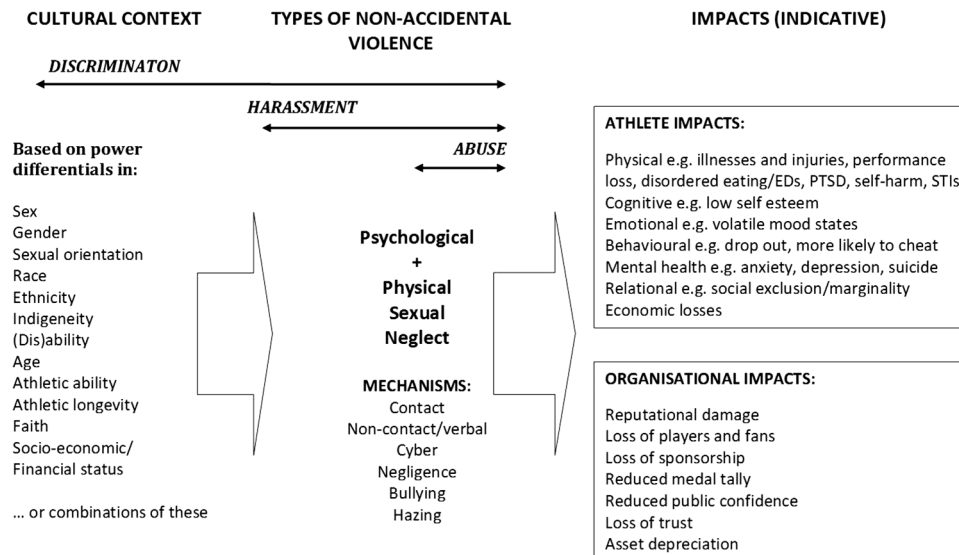 CULTURAL CONTEXT
TYPES OF NON-ACCIDENTAL
VIOLENCE
IMPACTS (INDICATIVE)
DISCRIMINATON
HARASSMENT
ABUSE
Based on power
differentials in:
Sex
Gender
Sexual orientation
Race
Ethnicity
Indigeneity
(Dis)ability
Age
Athletic ability
Athletic longevity
Faith
Socio-economic/
Financial status
... or combinations of these
Psychological
+
Physical
Sexual
Neglect
MECHANISMS:
Contact
Non-contact/verbal
Cyber
Negligence
Bullying
Hazing
ATHLETE IMPACTS:
Physical e.g. illnesses and injuries, performance
loss, disordered eating/EDs, PTSD, self-harm, STIs
Cognitive e.g. low self esteem
Emotional e.g. volatile mood states
Behavioural e.g. drop out, more likely to cheat
Mental health e.g. anxiety, depression, suicide
Relational e.g. social exclusion/marginality
Economic losses
ORGANISATIONAL IMPACTS:
Reputational damage
Loss of players and fans
Loss of sponsorship
Reduced medal tally
Reduced public confidence
Loss of trust
Asset depreciation